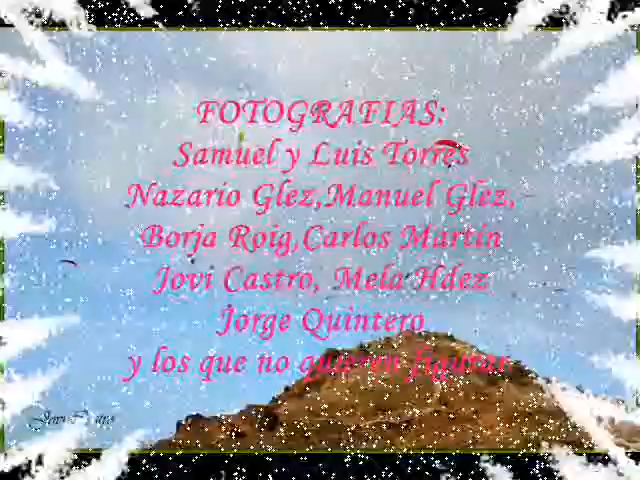 FOTOGRAFIAS:
Samuel y Luis Torres
Nazario Glez,Manuel Glez,
Borja Roig,Carlos Martín
Jovi Castro, Mela Hdez
Jorge Quintero
y los que no quieren figurar.